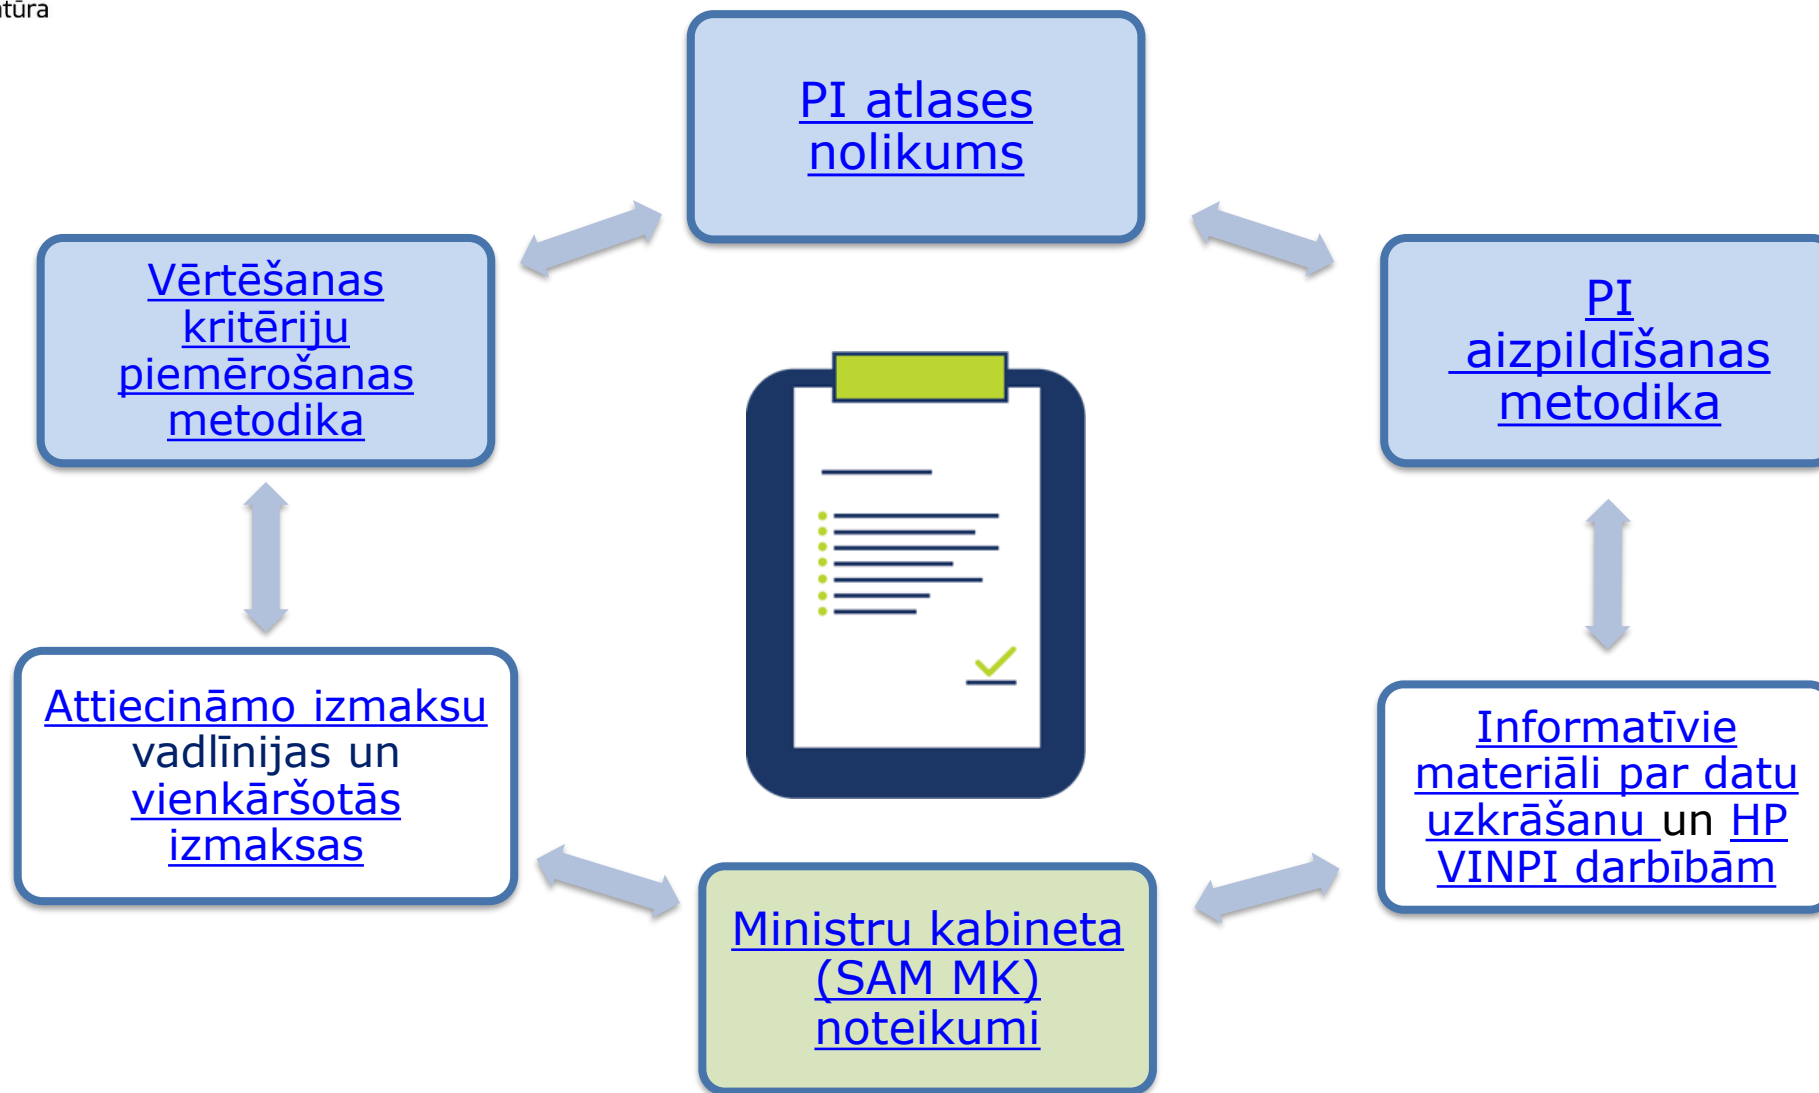 PI atlases
nolikums
Vērtēšanas
kritēriju
piemērošanas
metodika
PI
aizpildīšanas
metodika
Attiecināmo izmaksu
vadlīnijas un
vienkāršotās
izmaksas
Informatīvie
materiāli par datu
uzkrāšanu un HP
VINPI darbībām
Ministru kabineta
(SAM MK)
noteikumi